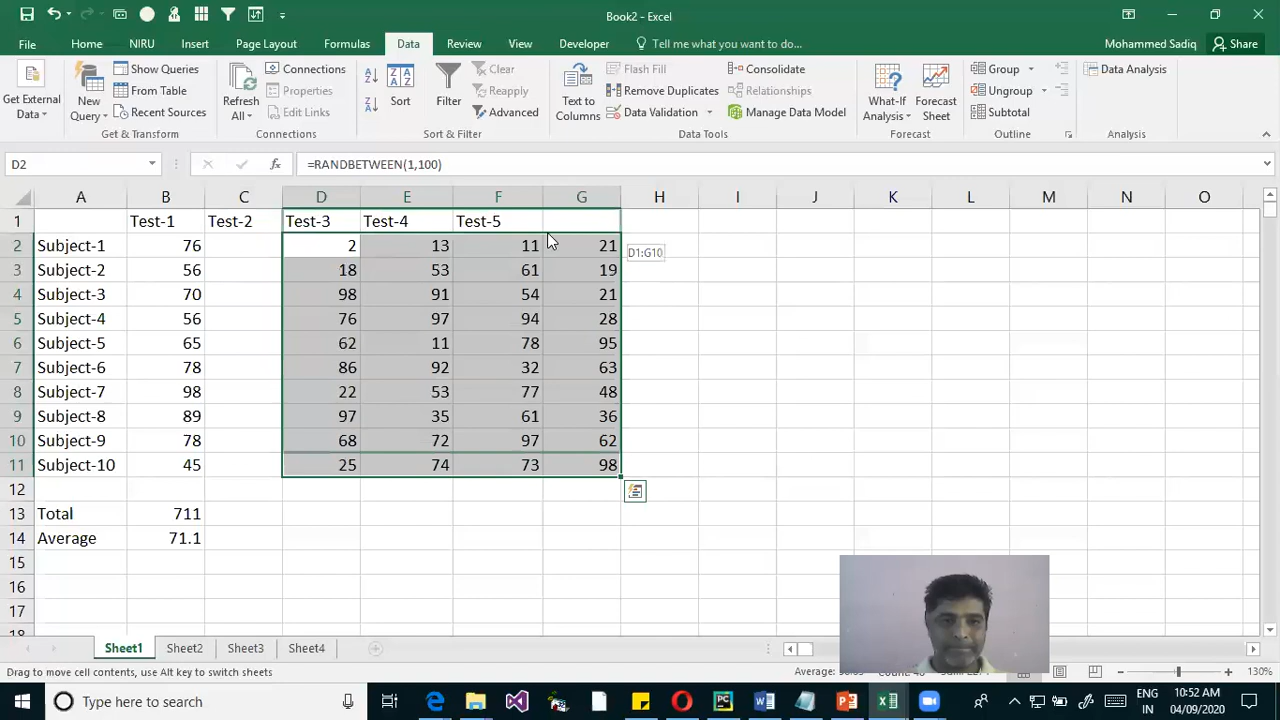 Book2 - Excel
File Home NIRU Insert Page Layout Formulas Data Review View Developer Tell me what you want to do... Mohammed Sadiq Share
Get External Data New Query Show Queries From Table Recent Sources Refresh All Connections Properties Edit Links Sort Filter Clear Reapply Advanced Text to Columns Flash Fill Remove Duplicates Data Validation Consolidate Relationships Manage Data Model What-If Analysis Forecast Sheet Group Ungroup Subtotal Data Analysis
Get & Transform Connections Sort & Filter Data Tools Forecast Outline Analysis
D2 fx =RANDBETWEEN(1,100)
A B C D E F G H I J K L M N O
1 Test-1 Test-2 Test-3 Test-4 Test-5
2 Subject-1 76 2 13 11 21 D1:G10
3 Subject-2 56 18 53 61 19
4 Subject-3 70 98 91 54 21
5 Subject-4 56 76 97 94 28
6 Subject-5 65 62 11 78 95
7 Subject-6 78 86 92 32 63
8 Subject-7 98 22 53 77 48
9 Subject-8 89 97 35 61 36
10 Subject-9 78 68 72 97 62
11 Subject-10 45 25 74 73 98
12
13 Total 711
14 Average 71.1
15
16
17
Sheet1 Sheet2 Sheet3 Sheet4
Drag to move cell contents, use Alt key to switch sheets. 130%
Type here to search ENG IN 10:52 AM 04/09/2020